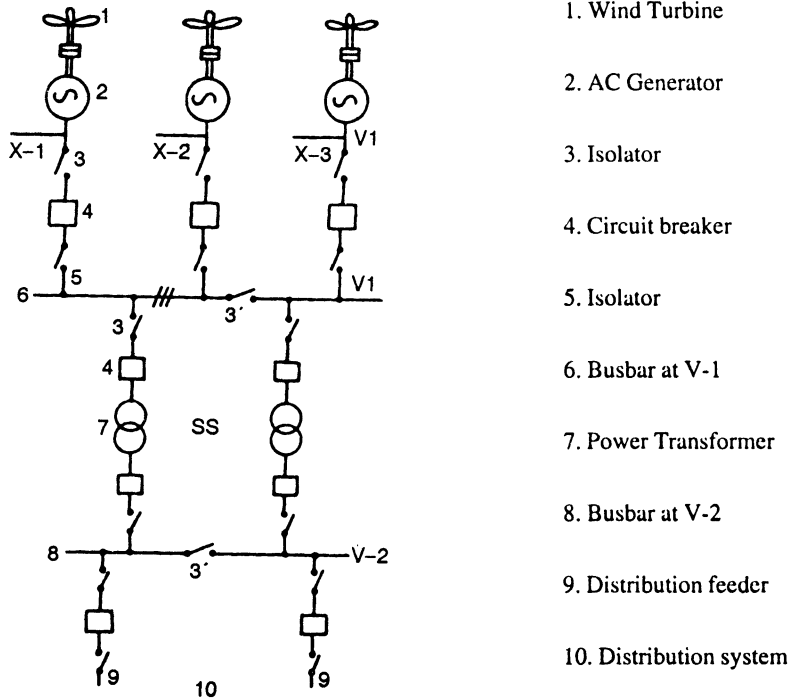 1
2
X-1
3
4
5
6
X-2
X-3
V1
V1
3´
3
4
7
SS
8
3´
V-2
9
10
9
1. Wind Turbine
2. AC Generator
3. Isolator
4. Circuit breaker
5. Isolator
6. Busbar at V-1
7. Power Transformer
8. Busbar at V-2
9. Distribution feeder
10. Distribution system